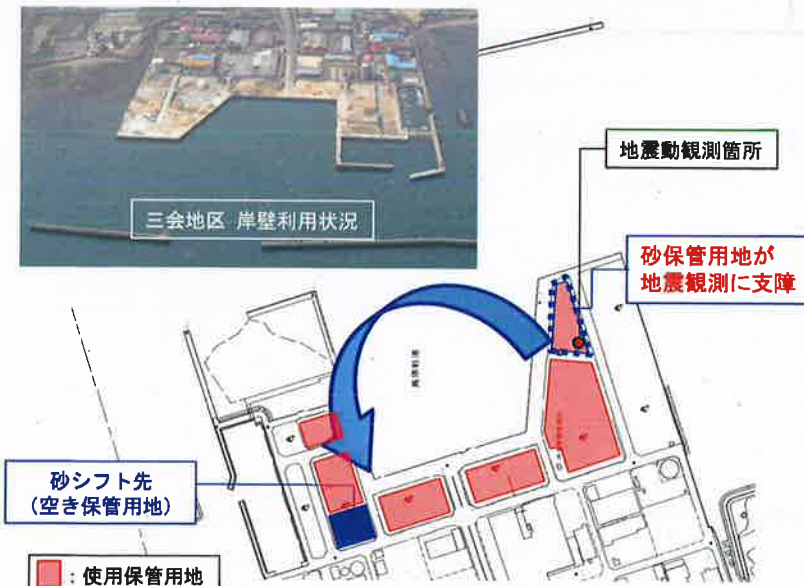 三会地区 岸壁利用状況
地震動観測箇所
砂保管用地が
地震観測に支障
砂シフト先
(空き保管用地)
:使用保管用地